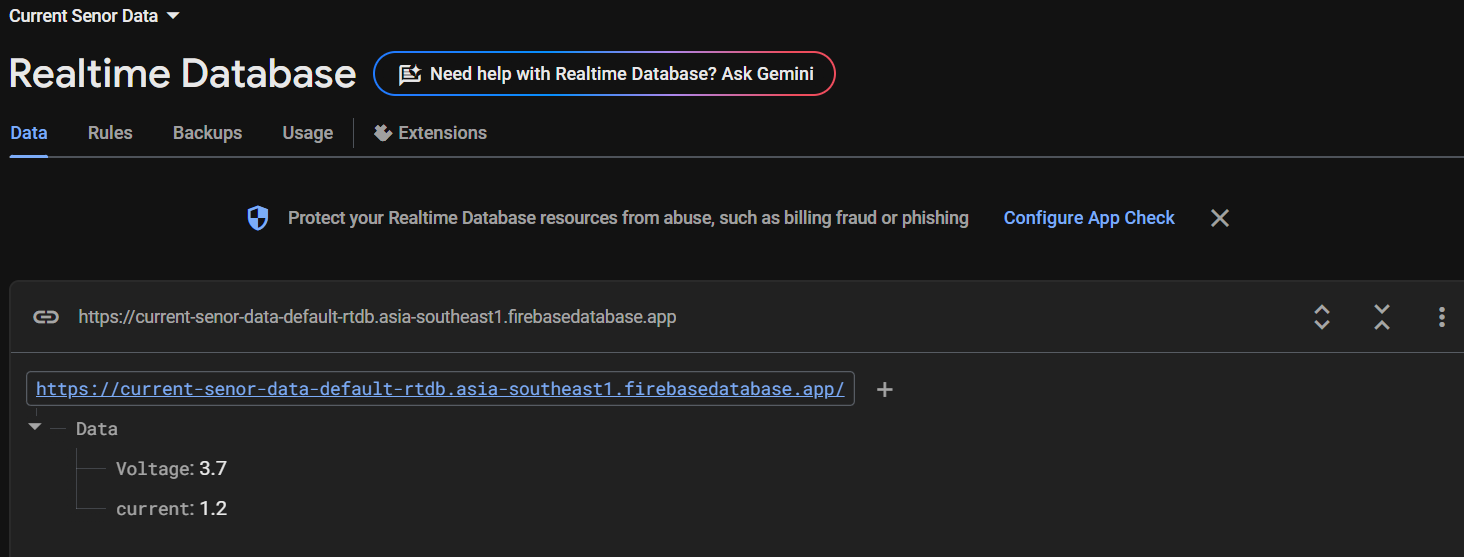 Current Senor Data
Realtime Database Need help with Realtime Database? Ask Gemini
Data Rules Backups Usage Extensions
Protect your Realtime Database resources from abuse, such as billing fraud or phishing Configure App Check
https://current-senor-data-default-rtdb.asia-southeast1.firebasedatabase.app
https://current-senor-data-default-rtdb.asia-southeast1.firebasedatabase.app/
Data
Voltage: 3.7
current: 1.2